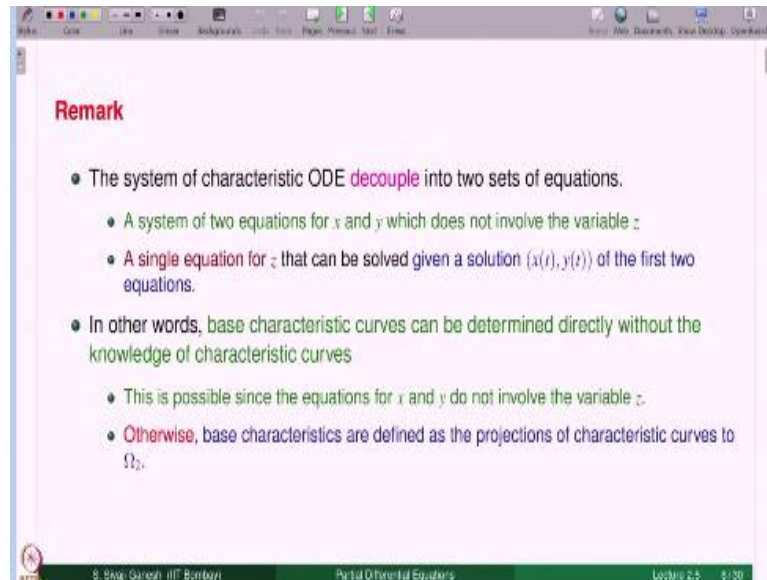 Remark
The system of characteristic ODE decouple into two sets of equations.
A system of two equations for x and y which does not involve the variable z
A single equation for z that can be solved given a solution (x(t), y(t)) of the first two
equations.
In other words, base characteristic curves can be determined directly without the
knowledge of characteristic curves
This is possible since the equations for x and y do not involve the variable z.
Otherwise, base characteristics are defined as the projections of characteristic curves to
Ω₂.
S. Sivaji Ganesh (IIT Bombay) Partial Differential Equations Lecture 2.5